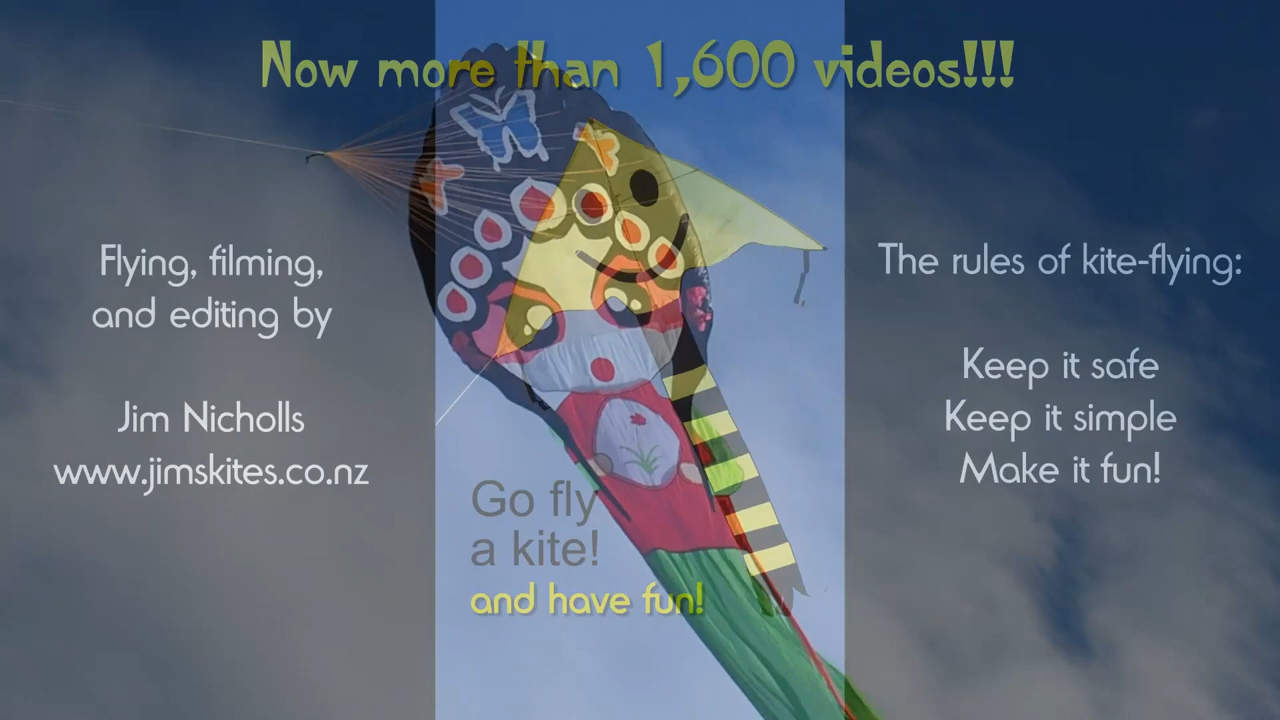 Now more than 1,600 videos!!!
Flying, filming,
and editing by
Jim Nicholls
www.jimskites.co.nz
Go fly
a kite!
and have fun!
The rules of kite-flying:
Keep it safe
Keep it simple
Make it fun!